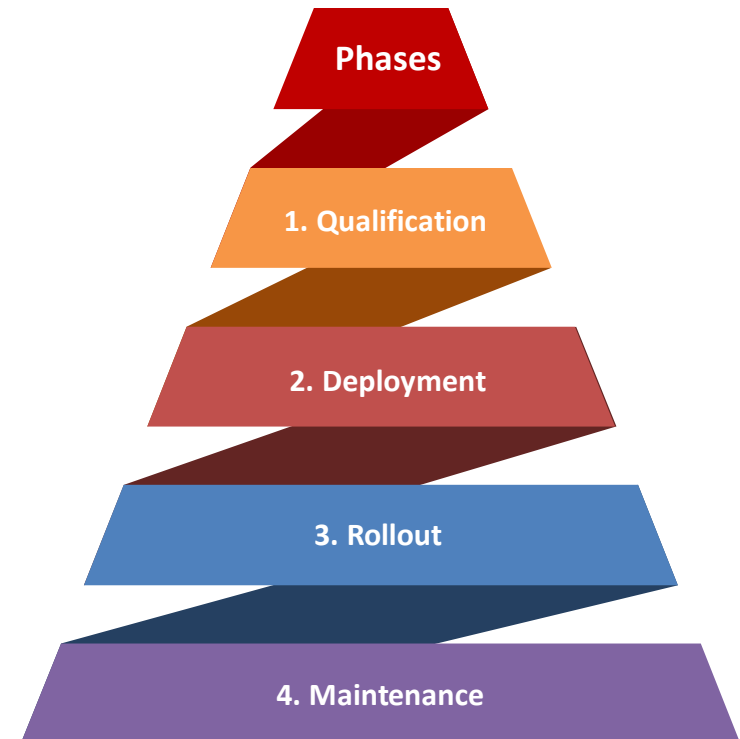 Phases
1. Qualification
2. Deployment
3. Rollout
4. Maintenance